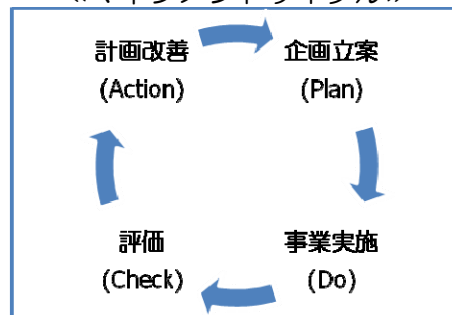 計画改善
(Action)
企画立案
(Plan)
評価
(Check)
事業実施
(Do)